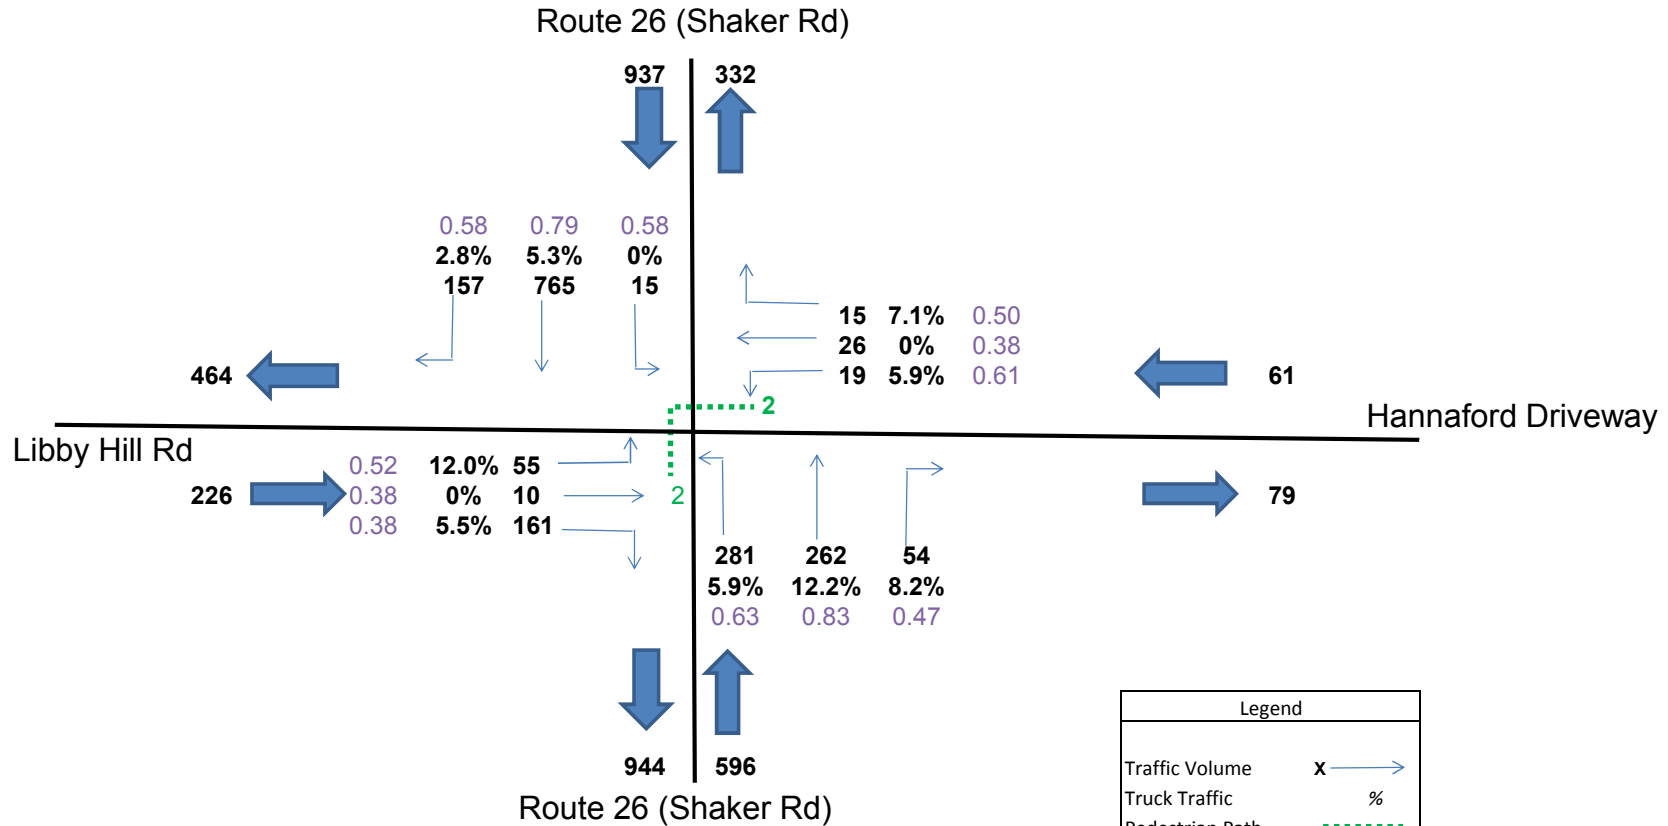 Route 26 (Shaker Rd)
937 332
0.58 0.79 0.58
2.8% 5.3% 0%
157 765 15
15 7.1% 0.50
26 0% 0.38
19 5.9% 0.61
464
61
2
Hannaford Driveway
Libby Hill Rd
0.52 12.0% 55
226 0.38 0% 10
0.38 5.5% 161
2
79
281 262 54
5.9% 12.2% 8.2%
0.63 0.83 0.47
944 596
Route 26 (Shaker Rd)
Legend
Traffic Volume X
Truck Traffic %
Pedestrian Path